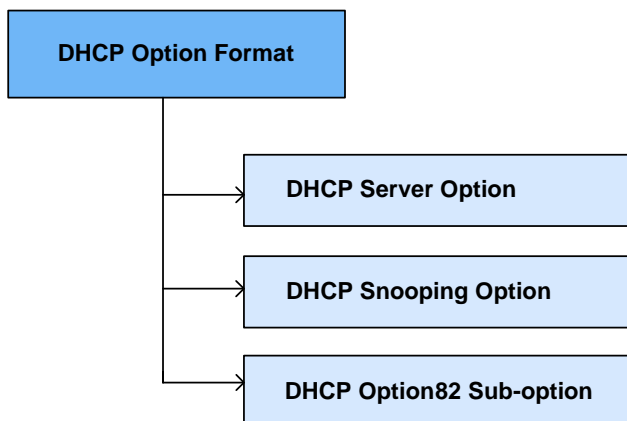 DHCP Option Format
DHCP Server Option
DHCP Snooping Option
DHCP Option82 Sub-option